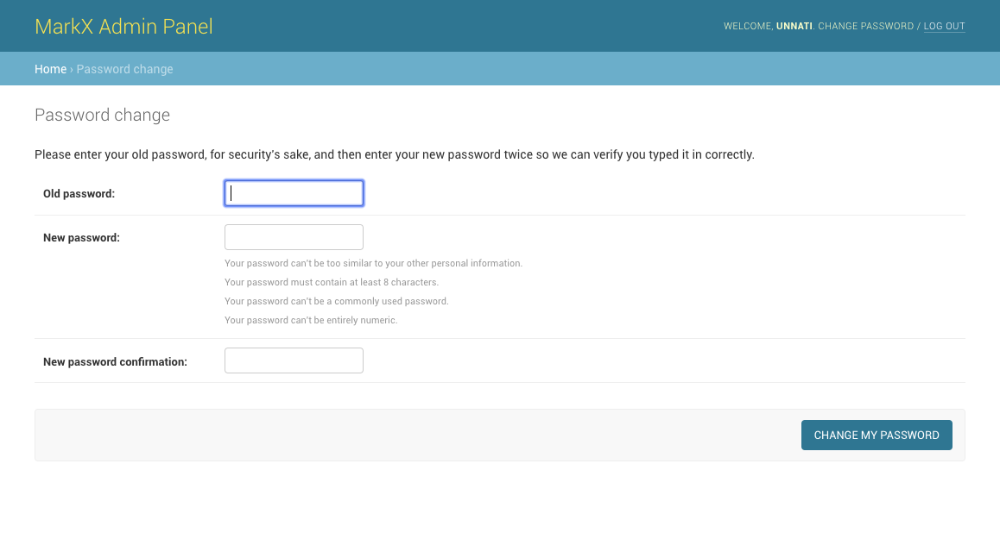 MarkX Admin Panel
WELCOME, UNNATI. CHANGE PASSWORD / LOG OUT
Home › Password change
Password change
Please enter your old password, for security's sake, and then enter your new password twice so we can verify you typed it in correctly.
Old password:
New password:
Your password can't be too similar to your other personal information.
Your password must contain at least 8 characters.
Your password can't be a commonly used password.
Your password can't be entirely numeric.
New password confirmation:
CHANGE MY PASSWORD